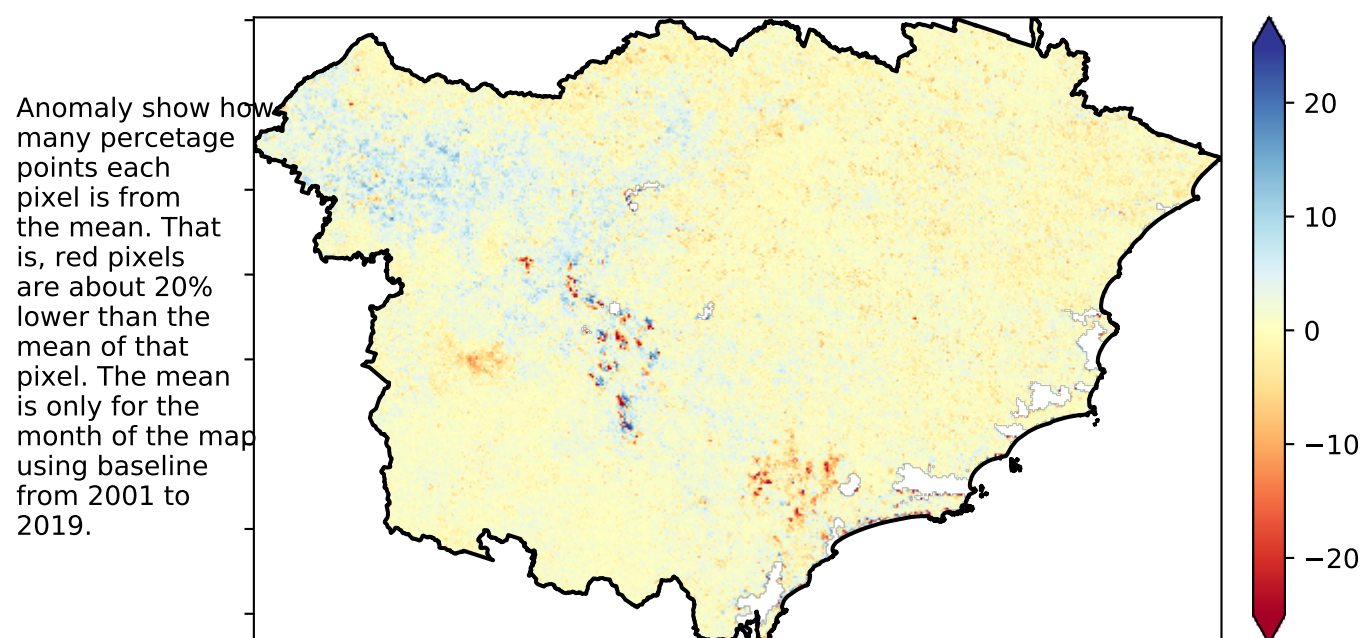 Anomaly show how
many percetage
points each
pixel is from
the mean. That
is, red pixels
are about 20%
lower than the
mean of that
pixel. The mean
is only for the
month of the map
using baseline
from 2001 to
2019.
20
10
0
−10
−20